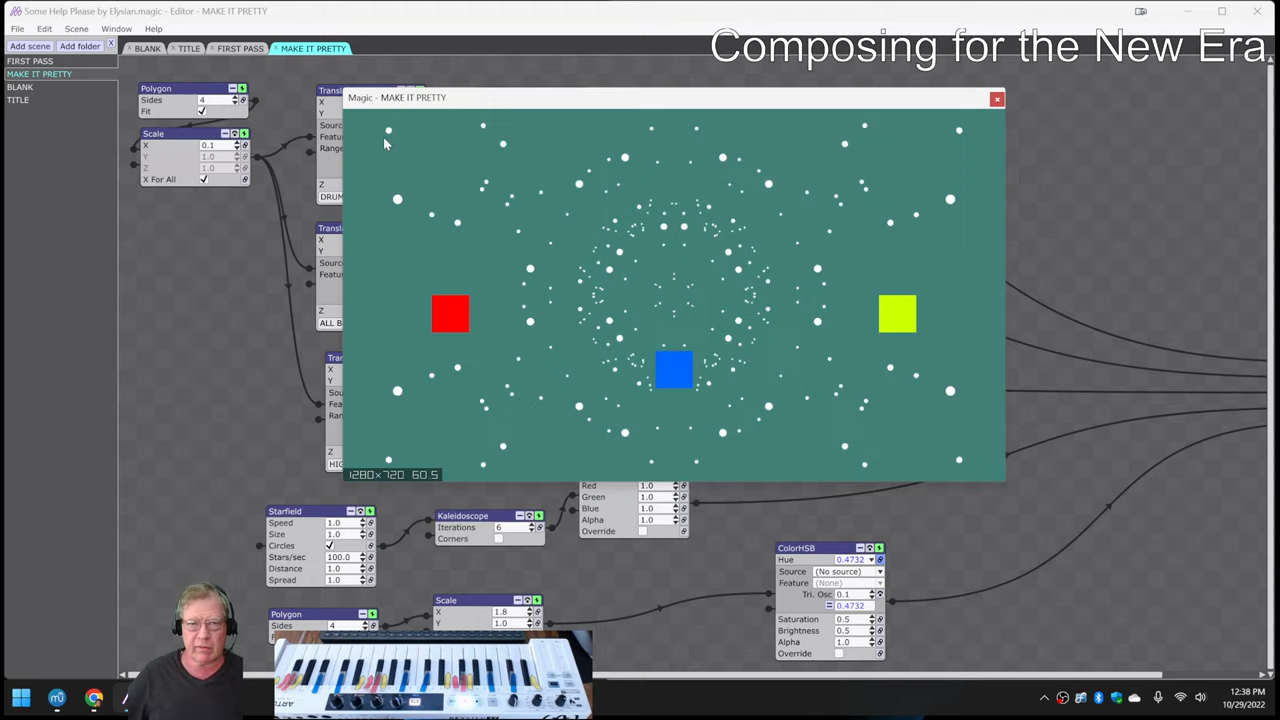 Some Help Please by Elysian.magic - Editor - MAKE IT PRETTY
File Edit Scene Window Help
Composing for the New Era
Add scene Add folder X
BLANK TITLE FIRST PASS MAKE IT PRETTY
FIRST PASS
MAKE IT PRETTY
BLANK
TITLE
Polygon
Sides 4
Fit
Scale
X 0.1
Y 1.0
Z 1.0
X For All
X
Y
Z
DRUM
X
Y
Z
ALL B
X
Y
Z
Magic - MAKE IT PRETTY
1280x720 60.5
Red 1.0
Green 1.0
Blue 1.0
Alpha 1.0
Override
Starfield
Speed 1.0
Size 1.0
Circles
Stars/sec 100.0
Distance 1.0
Spread 1.0
Kaleidoscope
Iterations 6
Corners
Polygon
Sides 4
Scale
X 1.8
Y 1.0
ColorHSB
Hue 0.4732
Source (No source)
Feature (None)
Tri. Osc 0.1
= 0.4732
Saturation 0.5
Brightness 0.5
Alpha 1.0
Override
12:38 PM
10/29/2022